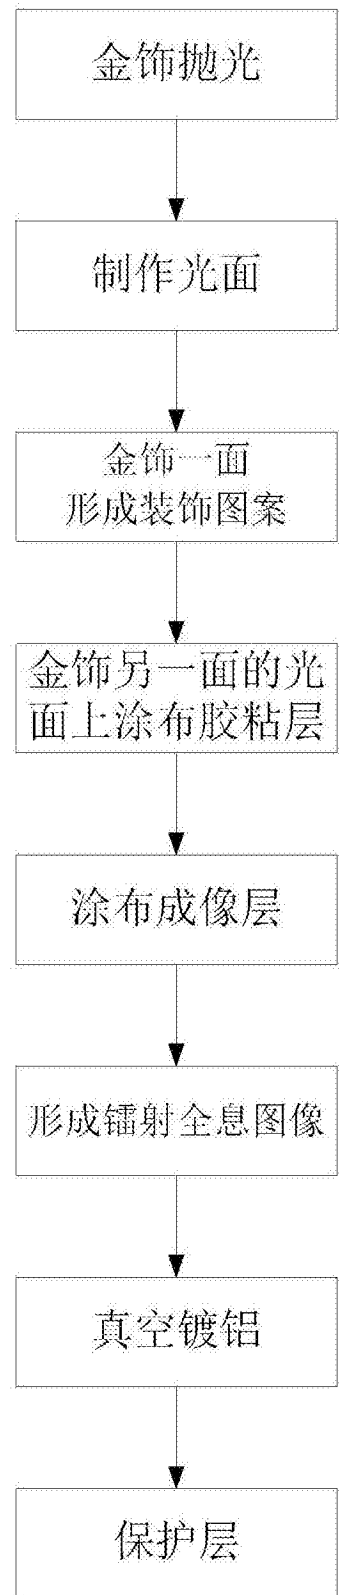 金饰抛光
制作光面
金饰一面
形成装饰图案
金饰另一面的光
面上涂布胶粘层
涂布成像层
形成镭射全息图像
真空镀铝
保护层